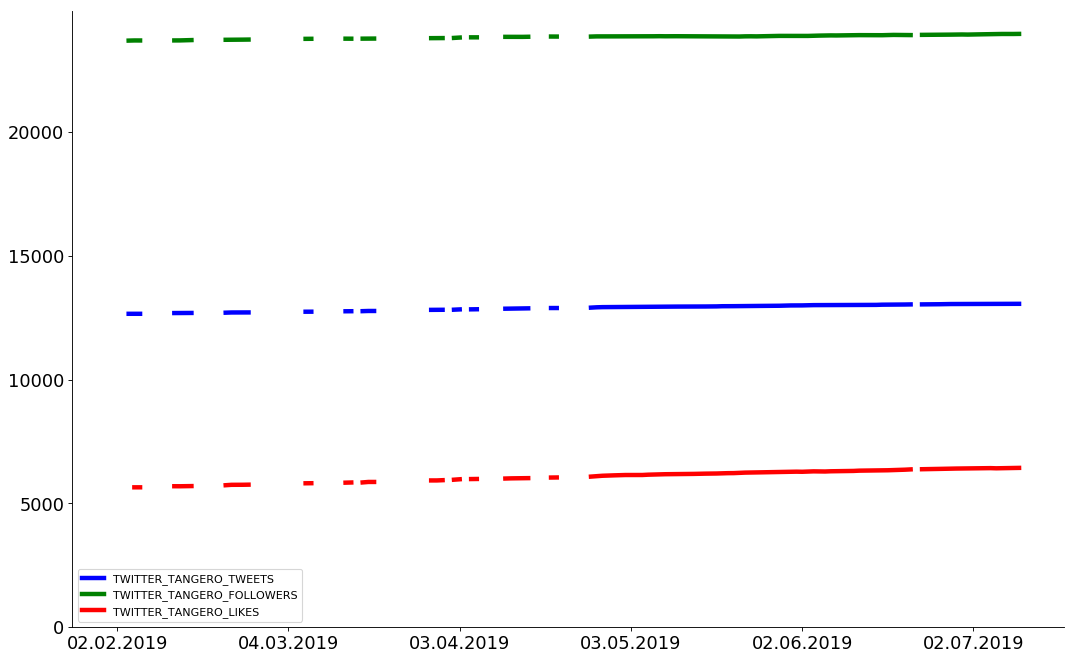 20000
15000
10000
5000
0
TWITTER_TANGERO_TWEETS
TWITTER_TANGERO_FOLLOWERS
TWITTER_TANGERO_LIKES
02.02.2019 04.03.2019 03.04.2019 03.05.2019 02.06.2019 02.07.2019